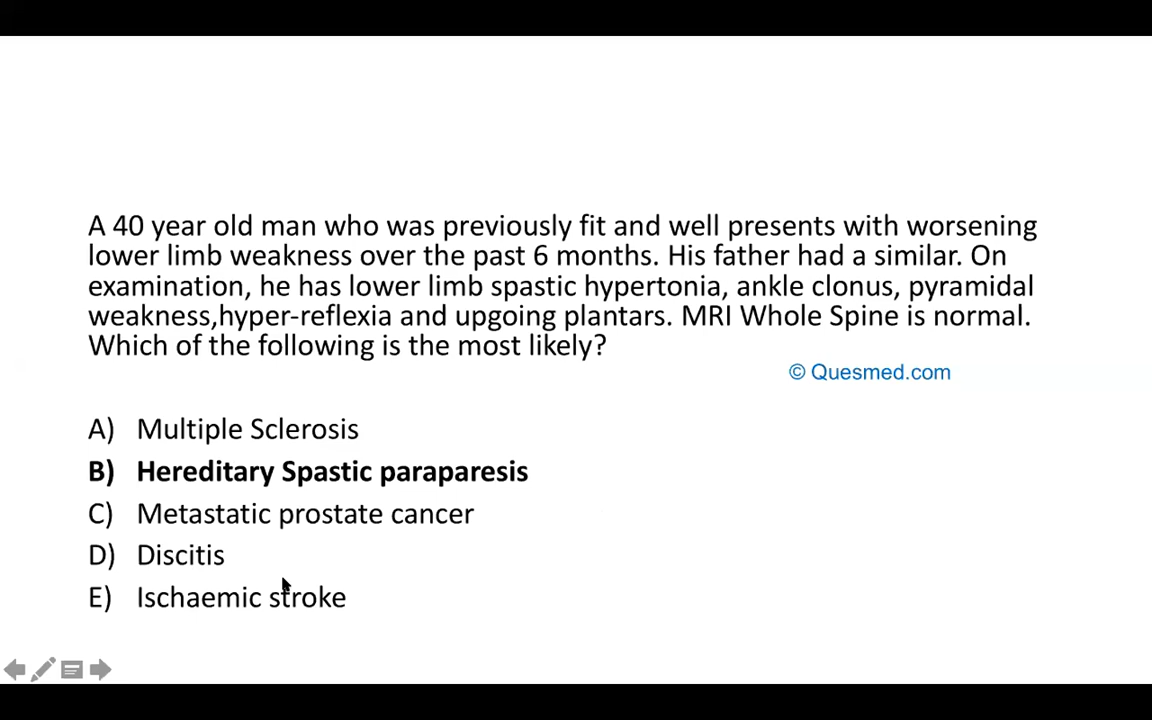 A 40 year old man who was previously fit and well presents with worsening
lower limb weakness over the past 6 months. His father had a similar. On
examination, he has lower limb spastic hypertonia, ankle clonus, pyramidal
weakness,hyper-reflexia and upgoing plantars. MRI Whole Spine is normal.
Which of the following is the most likely?
© Quesmed.com
A) Multiple Sclerosis
B) Hereditary Spastic paraparesis
C) Metastatic prostate cancer
D) Discitis
E) Ischaemic stroke